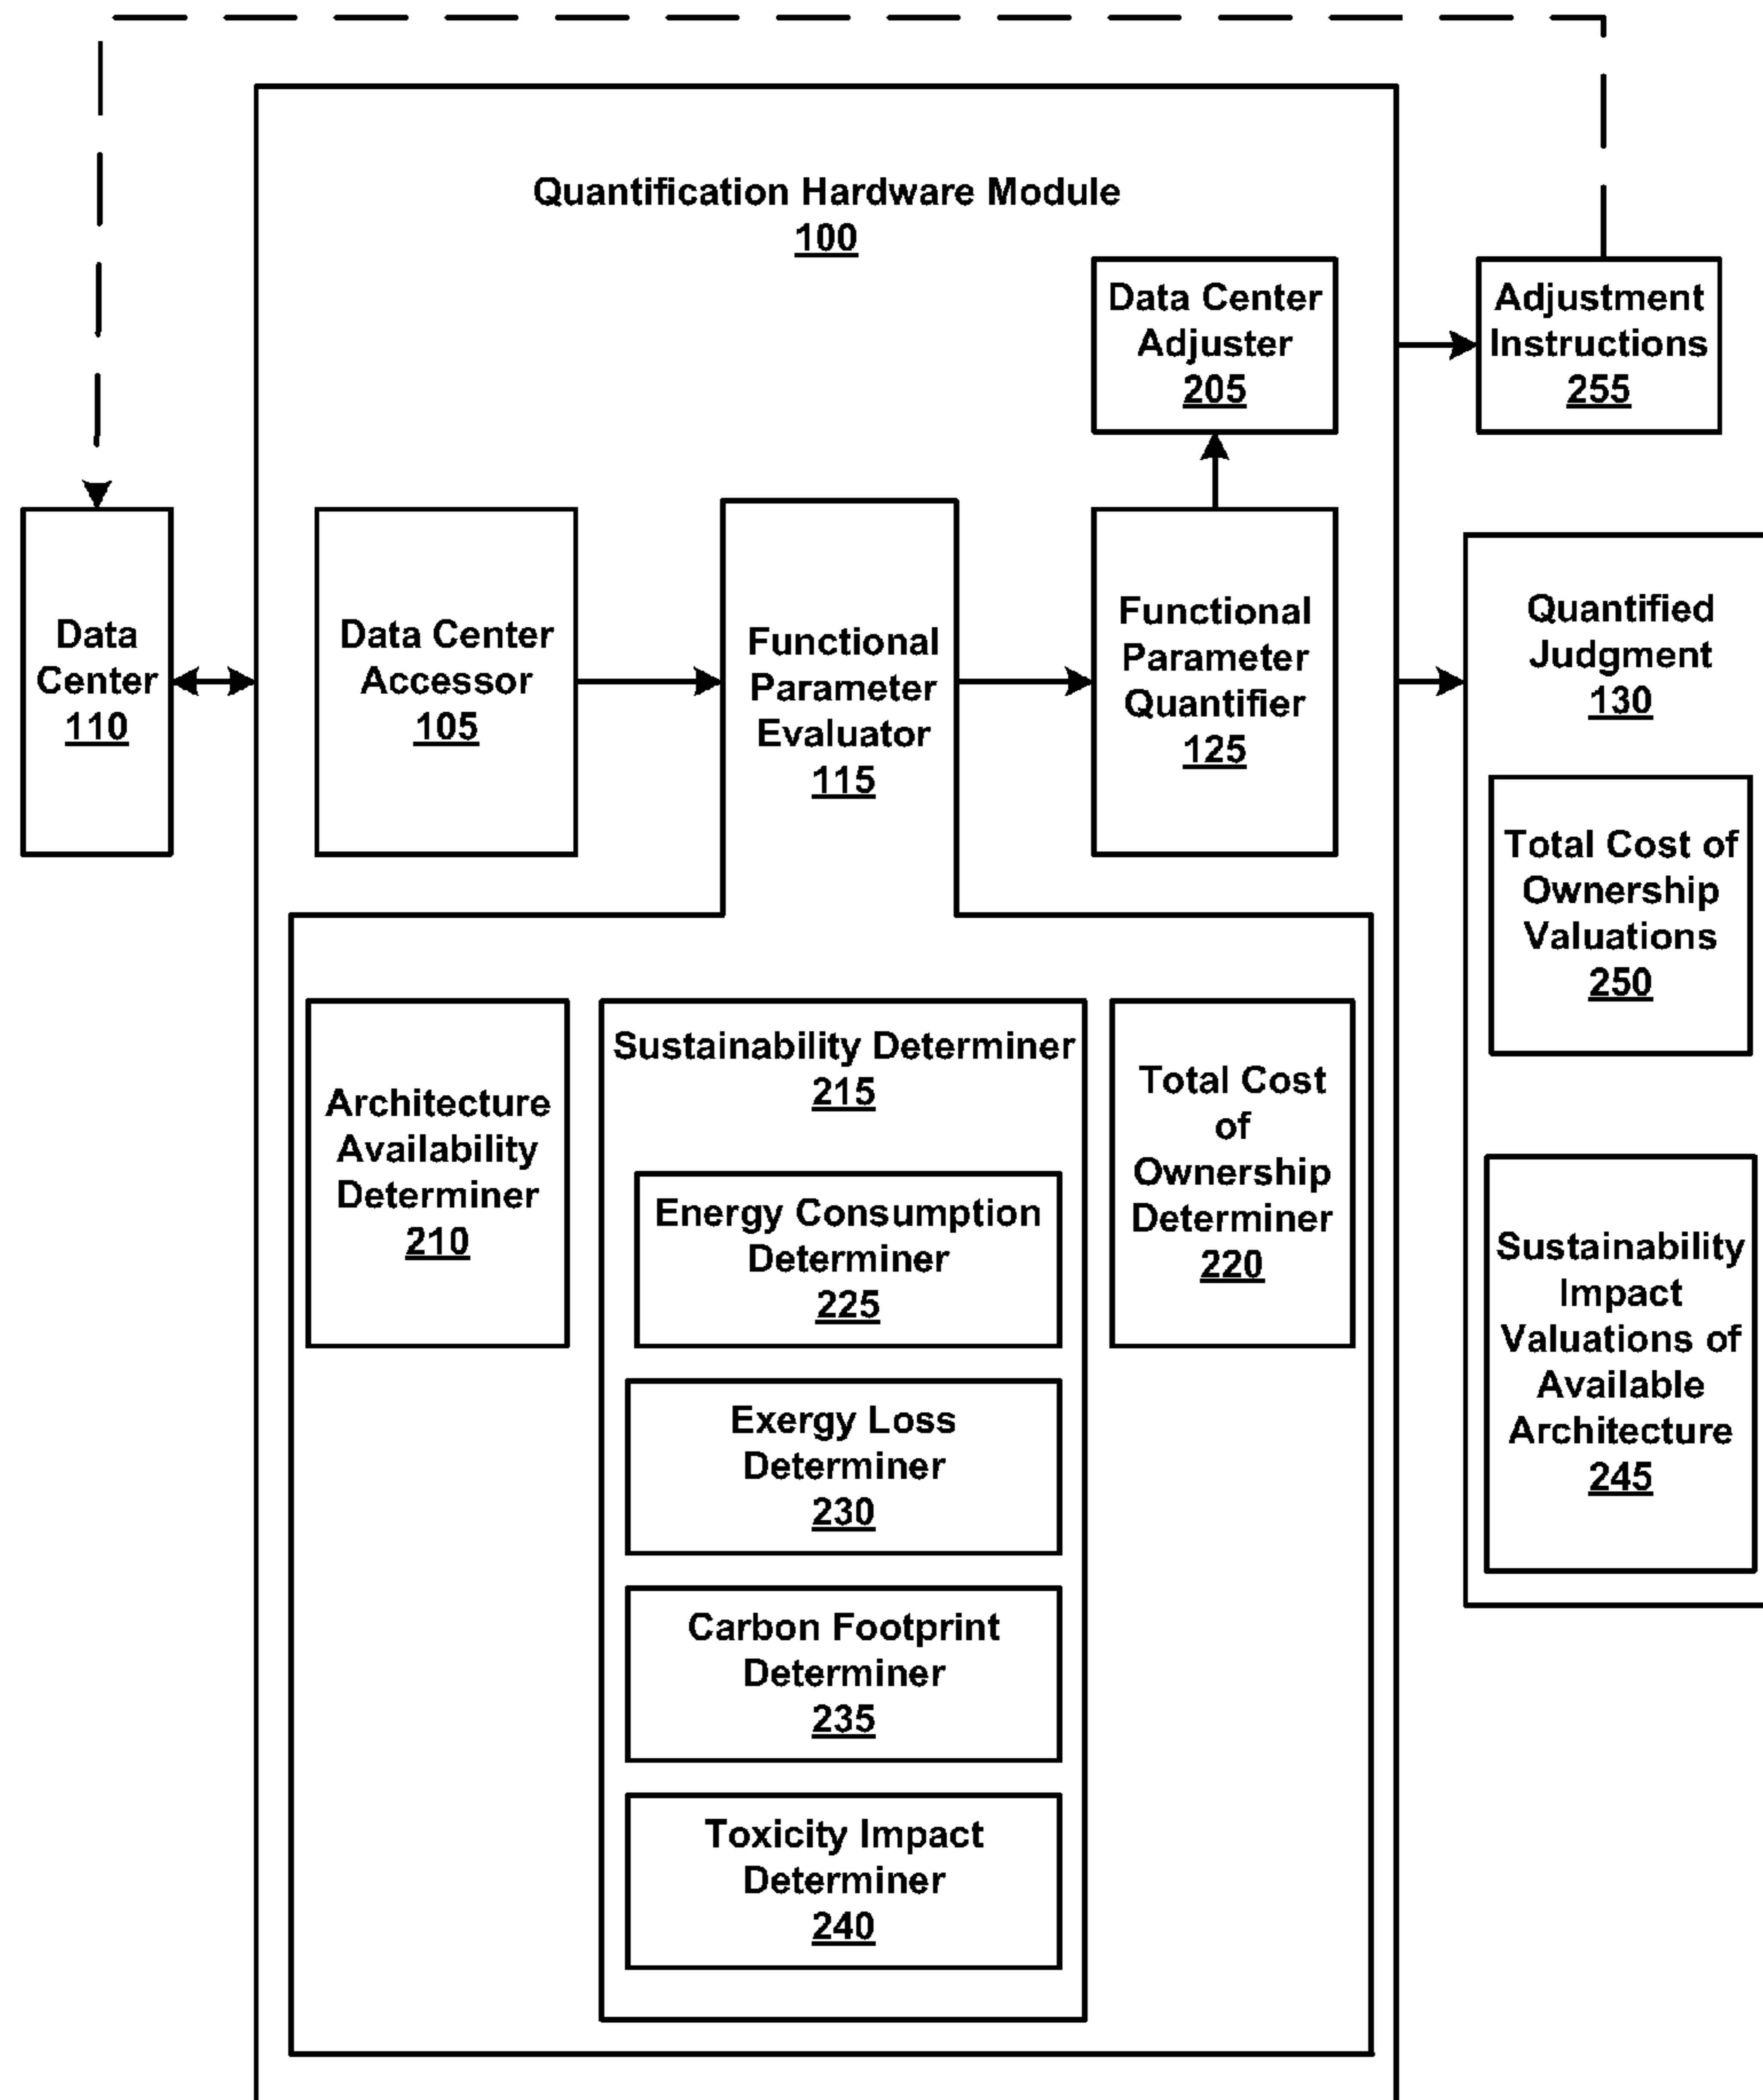 Quantification Hardware Module
100
Data Center
Adjuster
205
Adjustment
Instructions
255
Data
Center
110
Data Center
Accessor
105
Functional
Parameter
Evaluator
115
Functional
Parameter
Quantifier
125
Quantified
Judgment
130
Total Cost of
Ownership
Valuations
250
Sustainability
Impact
Valuations of
Available
Architecture
245
Architecture
Availability
Determiner
210
Sustainability Determiner
215
Energy Consumption
Determiner
225
Exergy Loss
Determiner
230
Carbon Footprint
Determiner
235
Toxicity Impact
Determiner
240
Total Cost
of
Ownership
Determiner
220